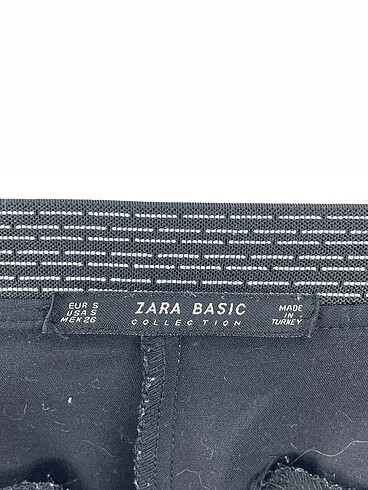 EUR S
USA S
MEX 26
ZARA BASIC
COLLECTION
MADE
IN
TURKEY